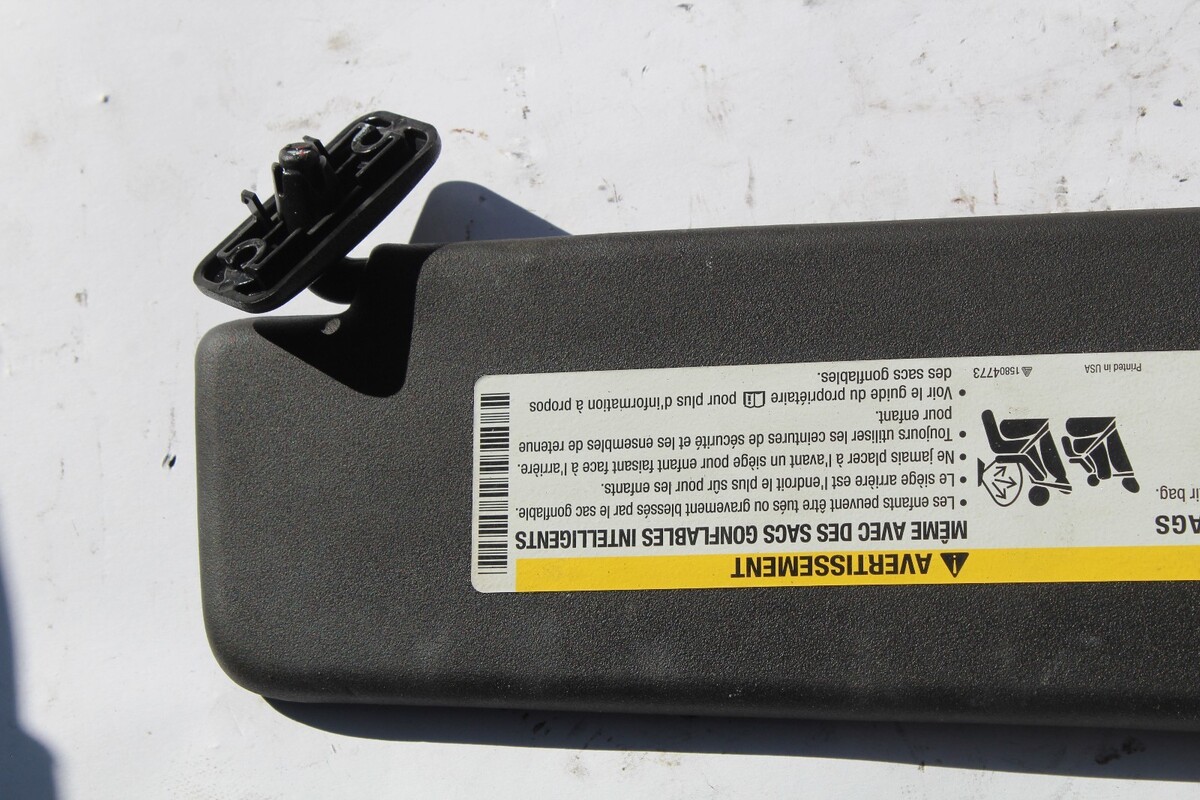 AVERTISSEMENT
MÊME AVEC DES SACS GONFLABLES INTELLIGENTS
• Les enfants peuvent être tués ou gravement blessés par le sac gonflable.
• Le siège arrière est l'endroit le plus sûr pour les enfants.
• Ne jamais placer à l'avant un siège pour enfant faisant face à l'arrière.
• Toujours utiliser les ceintures de sécurité et les ensembles de retenue
pour enfant.
• Voir le guide du propriétaire pour plus d'information à propos
des sacs gonflables.
AGS
ir bag.
15804773
Printed in USA